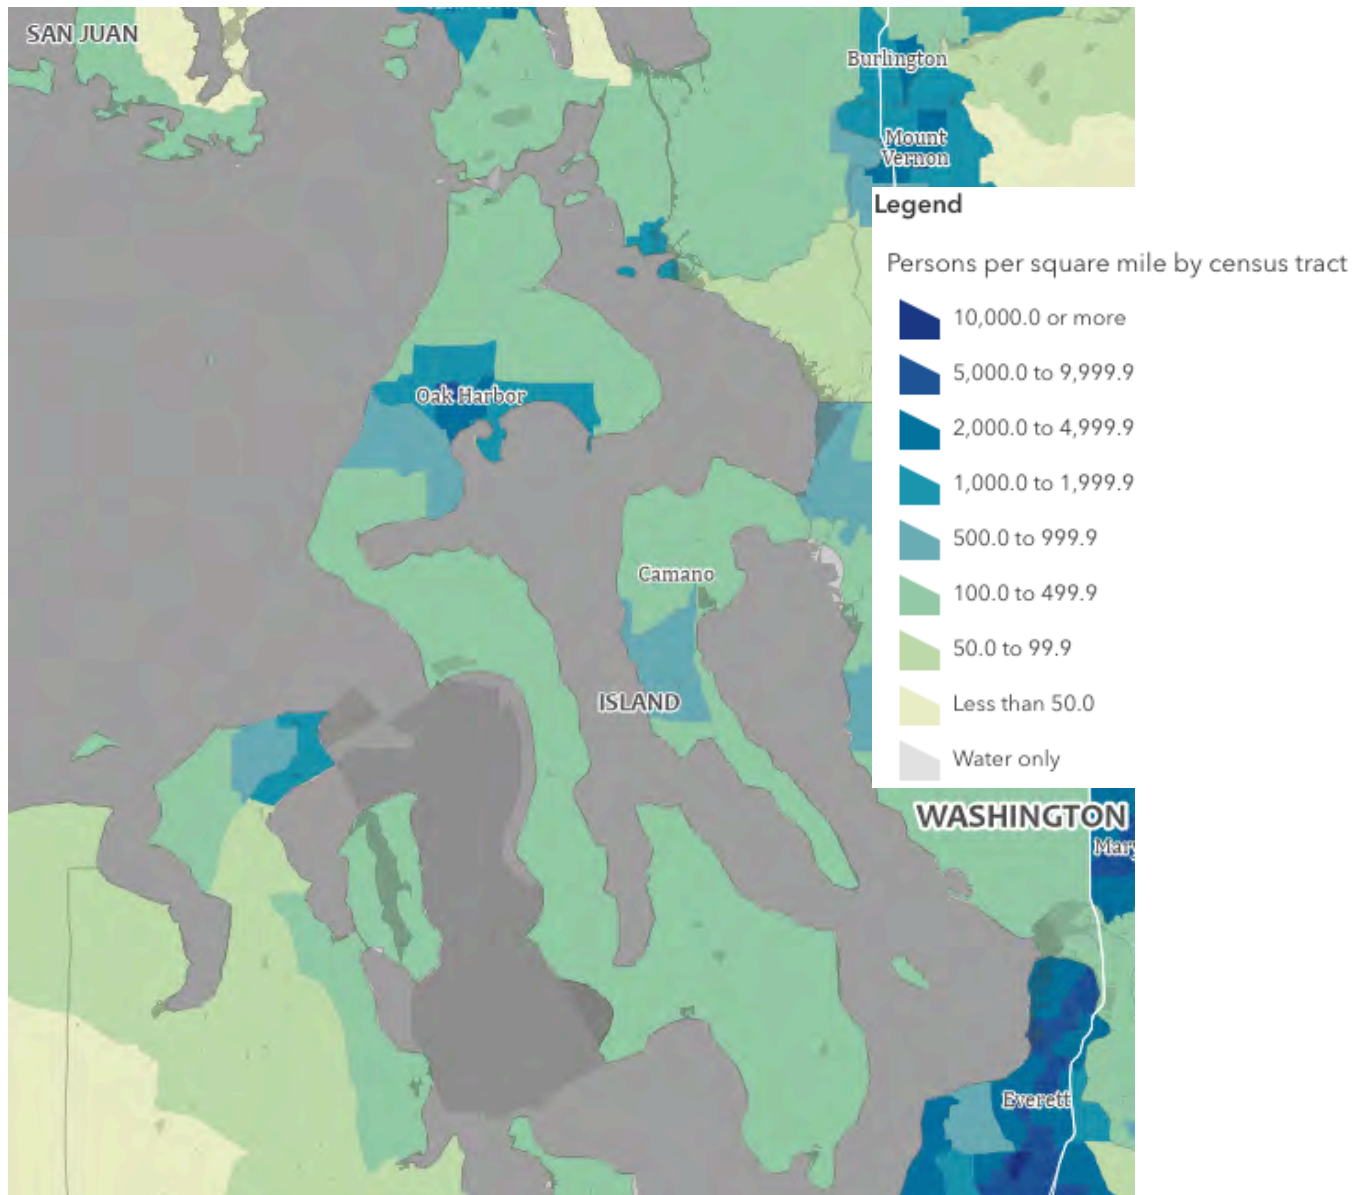 SAN JUAN
Burlington
Mount
Vernon
Legend
Persons per square mile by census tract
10,000.0 or more
5,000.0 to 9,999.9
2,000.0 to 4,999.9
1,000.0 to 1,999.9
500.0 to 999.9
100.0 to 499.9
50.0 to 99.9
Less than 50.0
Water only
Oak Harbor
Camano
ISLAND
WASHINGTON
Mary
Everett